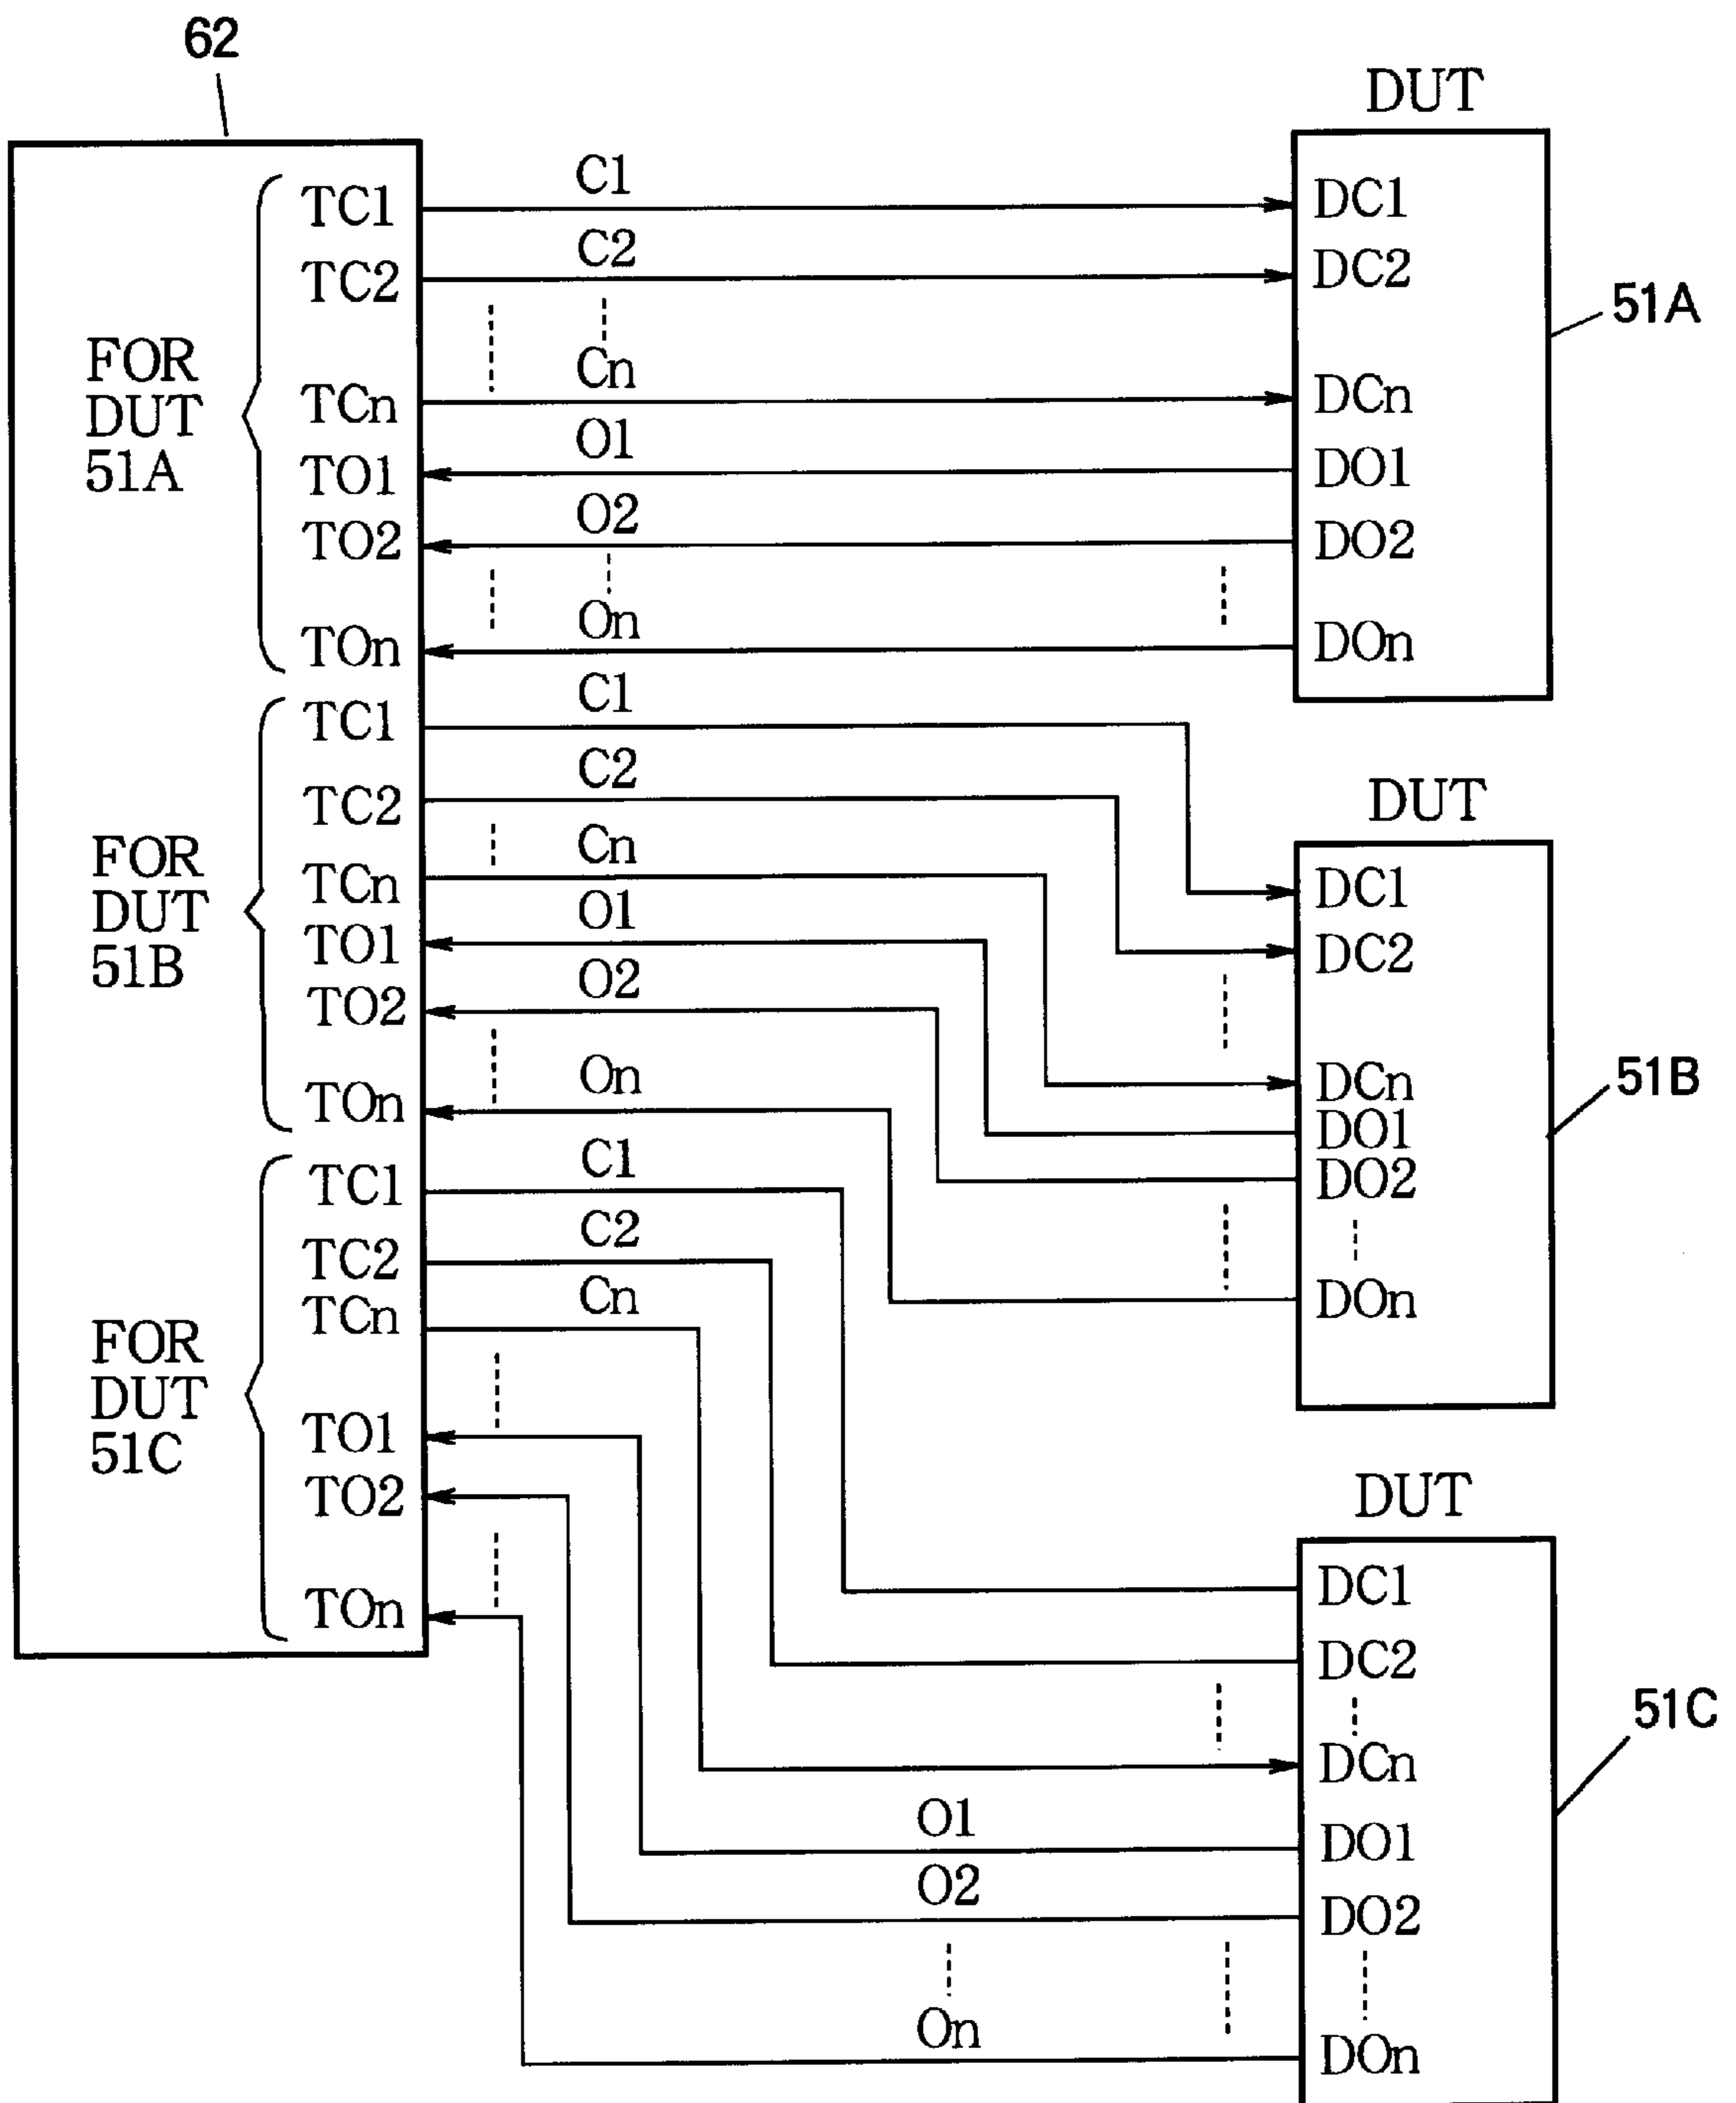 62
DUT
TC1
C1
DC1
TC2
C2
DC2
51A
FOR
DUT
51A
Cn
TCn
DCn
O1
TO1
DO1
O2
TO2
DO2
On
TOn
DOn
C1
TC1
C2
TC2
DUT
FOR
DUT
51B
Cn
TCn
DC1
O1
TO1
DC2
O2
TO2
On
TOn
DCn
51B
DO1
C1
TC1
DO2
C2
TC2
Cn
TCn
DOn
FOR
DUT
51C
TO1
TO2
DUT
TOn
DC1
DC2
51C
DCn
O1
DO1
O2
DO2
On
DOn